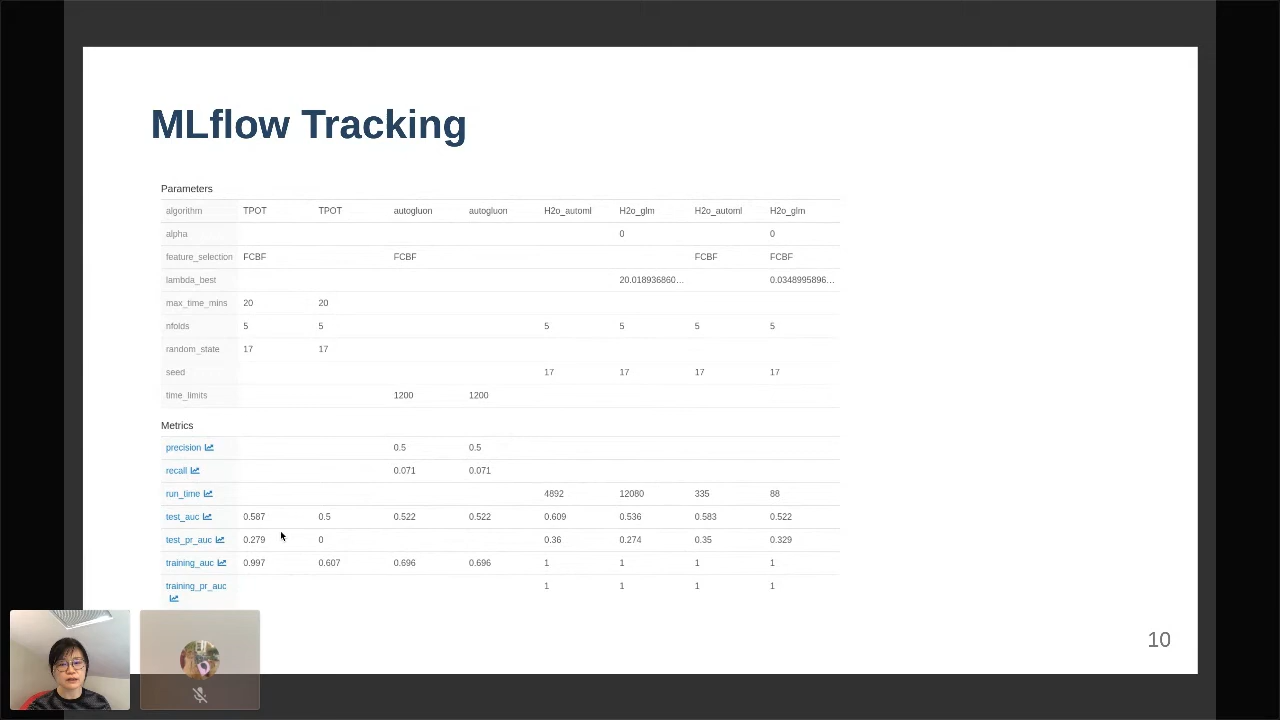 MLflow Tracking
Parameters
algorithm TPOT TPOT autogluon autogluon H2o_automl H2o_glm H2o_automl H2o_glm
alpha 0 0
feature_selection FCBF FCBF FCBF FCBF
lambda_best 20.018936860... 0.0348995896...
max_time_mins 20 20
nfolds 5 5 5 5 5 5
random_state 17 17
seed 17 17 17 17
time_limits 1200 1200
Metrics
precision 0.5 0.5
recall 0.071 0.071
run_time 4892 12080 335 88
test_auc 0.587 0.5 0.522 0.522 0.609 0.536 0.583 0.522
test_pr_auc 0.279 0 0.36 0.274 0.35 0.329
training_auc 0.997 0.607 0.696 0.696 1 1 1 1
training_pr_auc 1 1 1 1
10